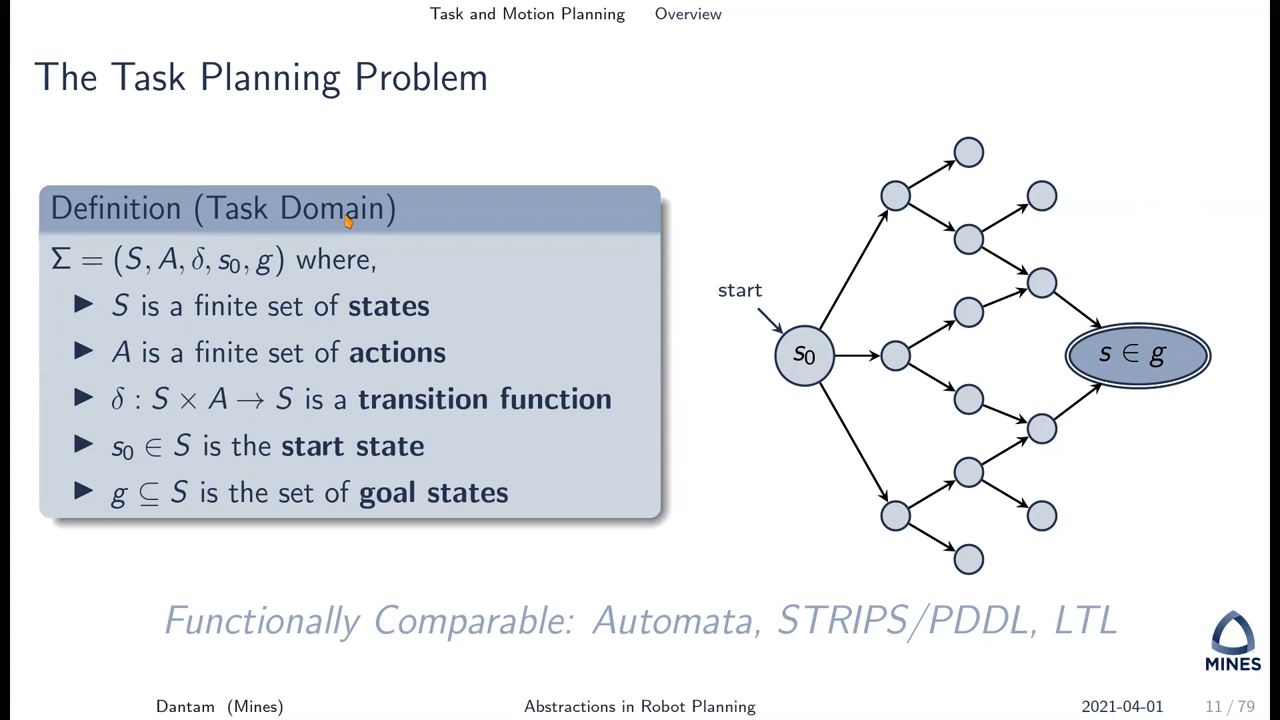 Task and Motion Planning Overview
The Task Planning Problem
Definition (Task Domain)
Σ = (S, A, δ, s₀, g) where,
▶ S is a finite set of states
▶ A is a finite set of actions
▶ δ : S × A → S is a transition function
▶ s₀ ∈ S is the start state
▶ g ⊆ S is the set of goal states
start
s₀
s ∈ g
Functionally Comparable: Automata, STRIPS/PDDL, LTL
MINES
Dantam (Mines) Abstractions in Robot Planning 2021-04-01 11 / 79